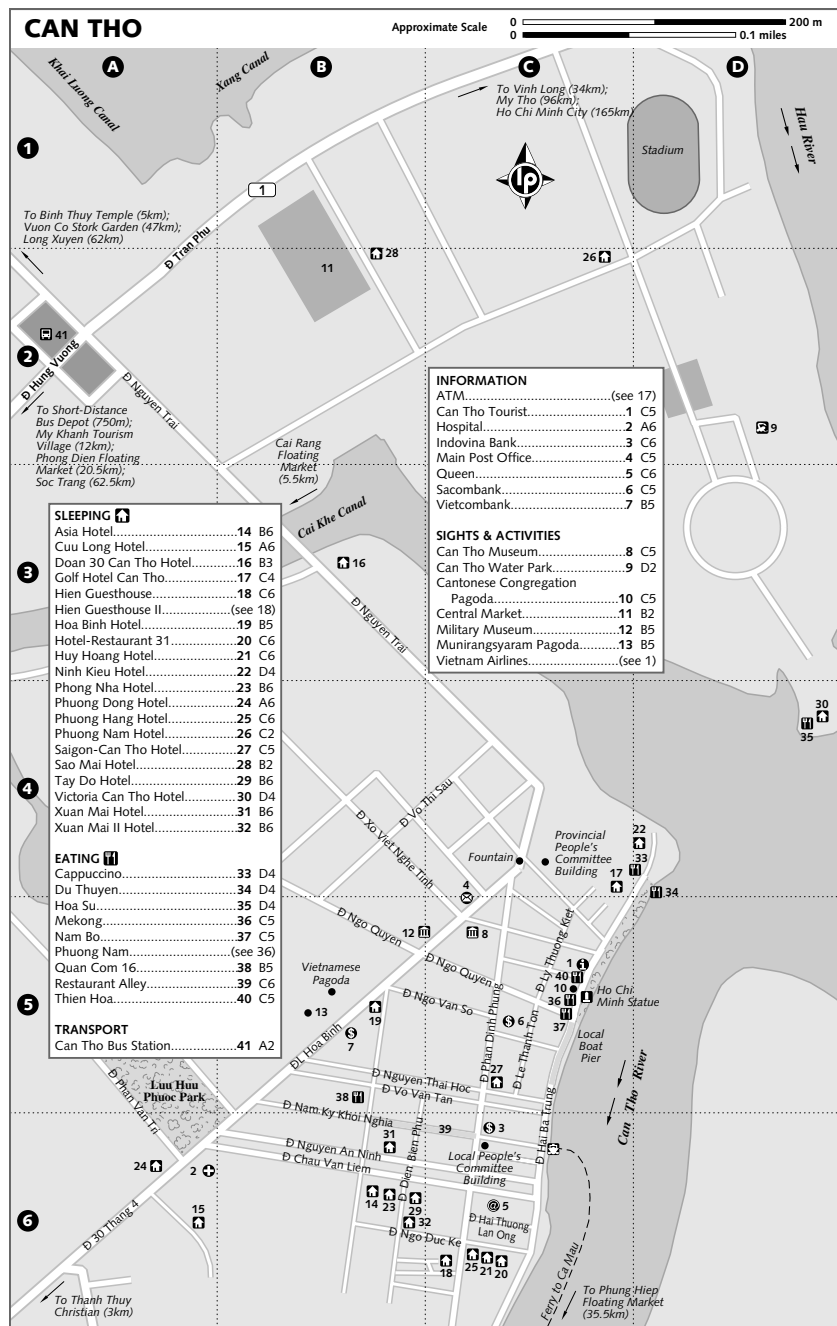 CAN THO
Approximate Scale
0 200 m
0 0.1 miles
A
B
C
D
Khai Luong Canal
Xang Canal
To Vinh Long (34km);
My Tho (96km);
Ho Chi Minh City (165km)
Hau River
1
Stadium
lp
1
To Binh Thuy Temple (5km);
Vuon Co Stork Garden (47km);
Long Xuyen (62km)
Đ Tran Phu
11
28
26
41
2
Đ Hung Vuong
Đ Nguyen Trai
To Short-Distance
Bus Depot (750m);
My Khanh Tourism
Village (12km);
Phong Dien Floating
Market (20.5km);
Soc Trang (62.5km)
Cai Rang
Floating
Market
(5.5km)
Cai Khe Canal
9
INFORMATION
ATM...(see 17)
Can Tho Tourist...1 C5
Hospital...2 A6
Indovina Bank...3 C6
Main Post Office...4 C5
Queen...5 C6
Sacombank...6 C5
Vietcombank...7 B5
SIGHTS & ACTIVITIES
Can Tho Museum...8 C5
Can Tho Water Park...9 D2
Cantonese Congregation
Pagoda...10 C5
Central Market...11 B2
Military Museum...12 B5
Munirangsyaram Pagoda...13 B5
Vietnam Airlines...(see 1)
3
SLEEPING
Asia Hotel...14 B6
Cuu Long Hotel...15 A6
Doan 30 Can Tho Hotel...16 B3
Golf Hotel Can Tho...17 C4
Hien Guesthouse...18 C6
Hien Guesthouse II...(see 18)
Hoa Binh Hotel...19 B5
Hotel-Restaurant 31...20 C6
Huy Hoang Hotel...21 C6
Ninh Kieu Hotel...22 D4
Phong Nha Hotel...23 B6
Phuong Dong Hotel...24 A6
Phuong Hang Hotel...25 C6
Phuong Nam Hotel...26 C2
Saigon-Can Tho Hotel...27 C5
Sao Mai Hotel...28 B2
Tay Do Hotel...29 B6
Victoria Can Tho Hotel...30 D4
Xuan Mai Hotel...31 B6
Xuan Mai II Hotel...32 B6
EATING
Cappuccino...33 D4
Du Thuyen...34 D4
Hoa Su...35 D4
Mekong...36 C5
Nam Bo...37 C5
Phuong Nam...(see 36)
Quan Com 16...38 B5
Restaurant Alley...39 C6
Thien Hoa...40 C5
TRANSPORT
Can Tho Bus Station...41 A2
16
Đ Nguyen Trai
30
35
4
Đ Vo Thi Sau
Đ Xo Viet Nghe Tinh
Fountain
Provincial
People's
Committee
Building
22
33
17
34
4
Đ Ngo Quyen
12
8
Đ Ngo Quyen
Đ Ly Thuong Kiet
1
40
10
36
37
Ho Chi
Minh Statue
Local
Boat
Pier
5
Vietnamese
Pagoda
13
19
7
Đ Ngo Van So
6
Đ Phan Dinh Phung
Đ Le Thanh Ton
ĐL Hoa Binh
Đ Nguyen Thai Hoc
Đ Vo Van Tan
27
Đ Hai Ba Trung
Can Tho River
Luu Huu
Phuoc Park
Đ Phan Van Tri
38
Đ Nam Ky Khoi Nghia
39
3
31
Đ Nguyen An Ninh
Đ Chau Van Liem
Đ Dien Bien Phu
Local People's
Committee
Building
24
2
15
6
14
23
29
32
@ 5
Đ Hai Thuong
Lan Ong
Đ Ngo Duc Ke
18
25
21
20
Đ 30 Thang 4
To Thanh Thuy
Christian (3km)
Ferry to Ca Mau
To Phung Hiep
Floating Market
(35.5km)